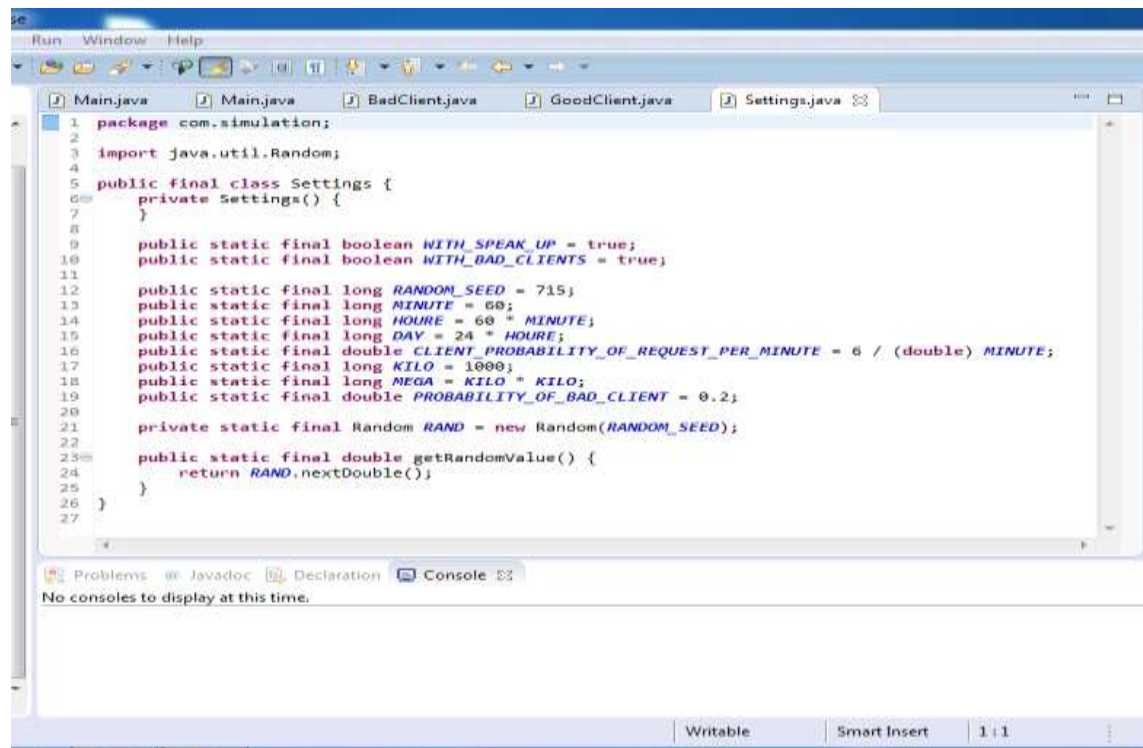 se
Run Window Help
Main.java Main.java BadClient.java GoodClient.java Settings.java
1 package com.simulation;
2
3 import java.util.Random;
4
5 public final class Settings {
6 private Settings() {
7 }
8
9 public static final boolean WITH_SPEAK_UP = true;
10 public static final boolean WITH_BAD_CLIENTS = true;
11
12 public static final long RANDOM_SEED = 715;
13 public static final long MINUTE = 60;
14 public static final long HOURE = 60 * MINUTE;
15 public static final long DAY = 24 * HOURE;
16 public static final double CLIENT_PROBABILITY_OF_REQUEST_PER_MINUTE = 6 / (double) MINUTE;
17 public static final long KILO = 1000;
18 public static final long MEGA = KILO * KILO;
19 public static final double PROBABILITY_OF_BAD_CLIENT = 0.2;
20
21 private static final Random RAND = new Random(RANDOM_SEED);
22
23 public static final double getRandomValue() {
24 return RAND.nextDouble();
25 }
26 }
27
Problems Javadoc Declaration Console
No consoles to display at this time.
Writable Smart Insert 1 : 1